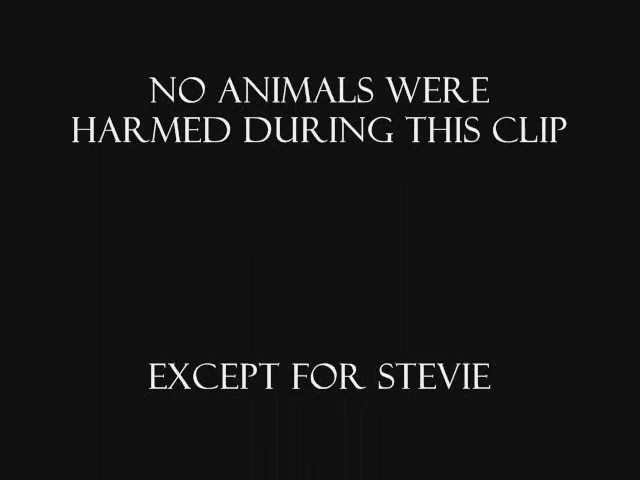 NO ANIMALS WERE
HARMED DURING THIS CLIP
EXCEPT FOR STEVIE